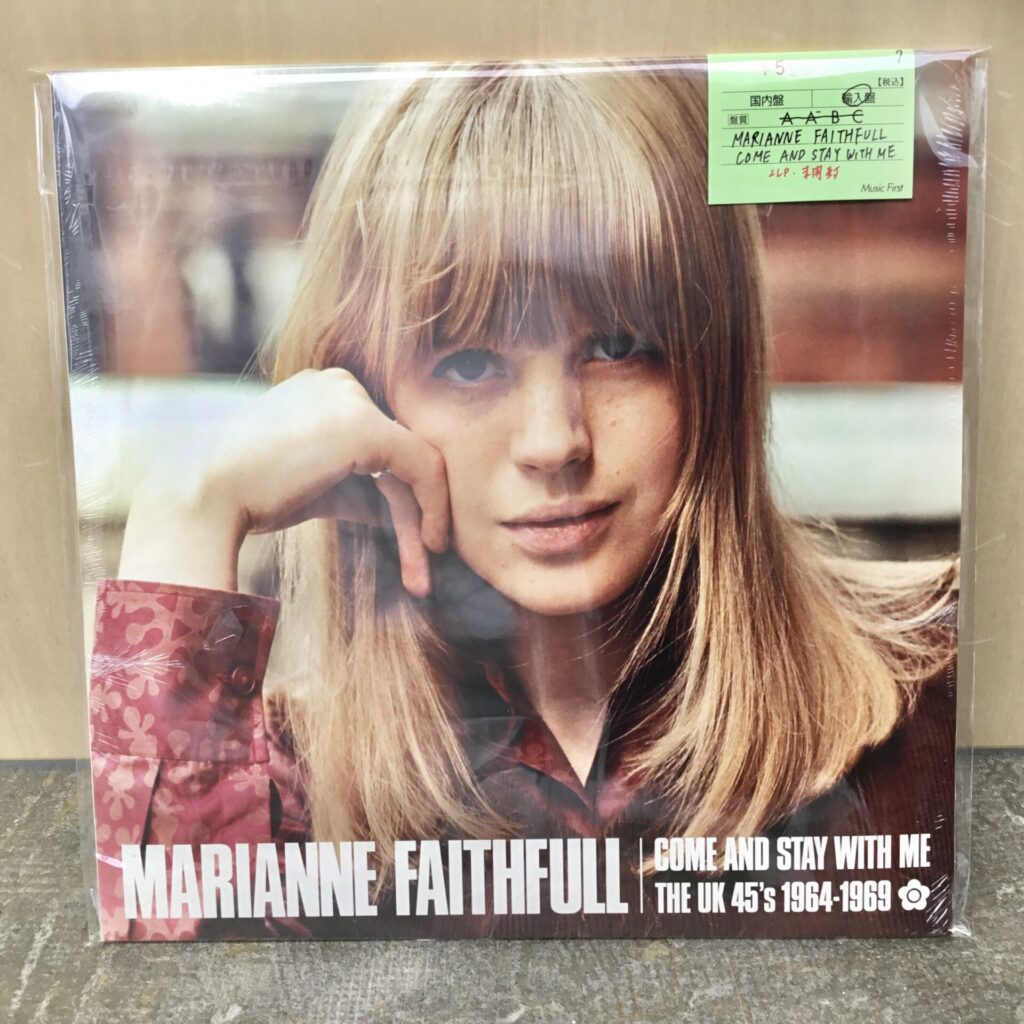 国内盤 輸入盤
【税込】
盤質 A A⁻ B C
MARIANNE FAITHFULL
COME AND STAY WITH ME
2LP・未開封
Music First
MARIANNE FAITHFULL
COME AND STAY WITH ME
THE UK 45's 1964-1969